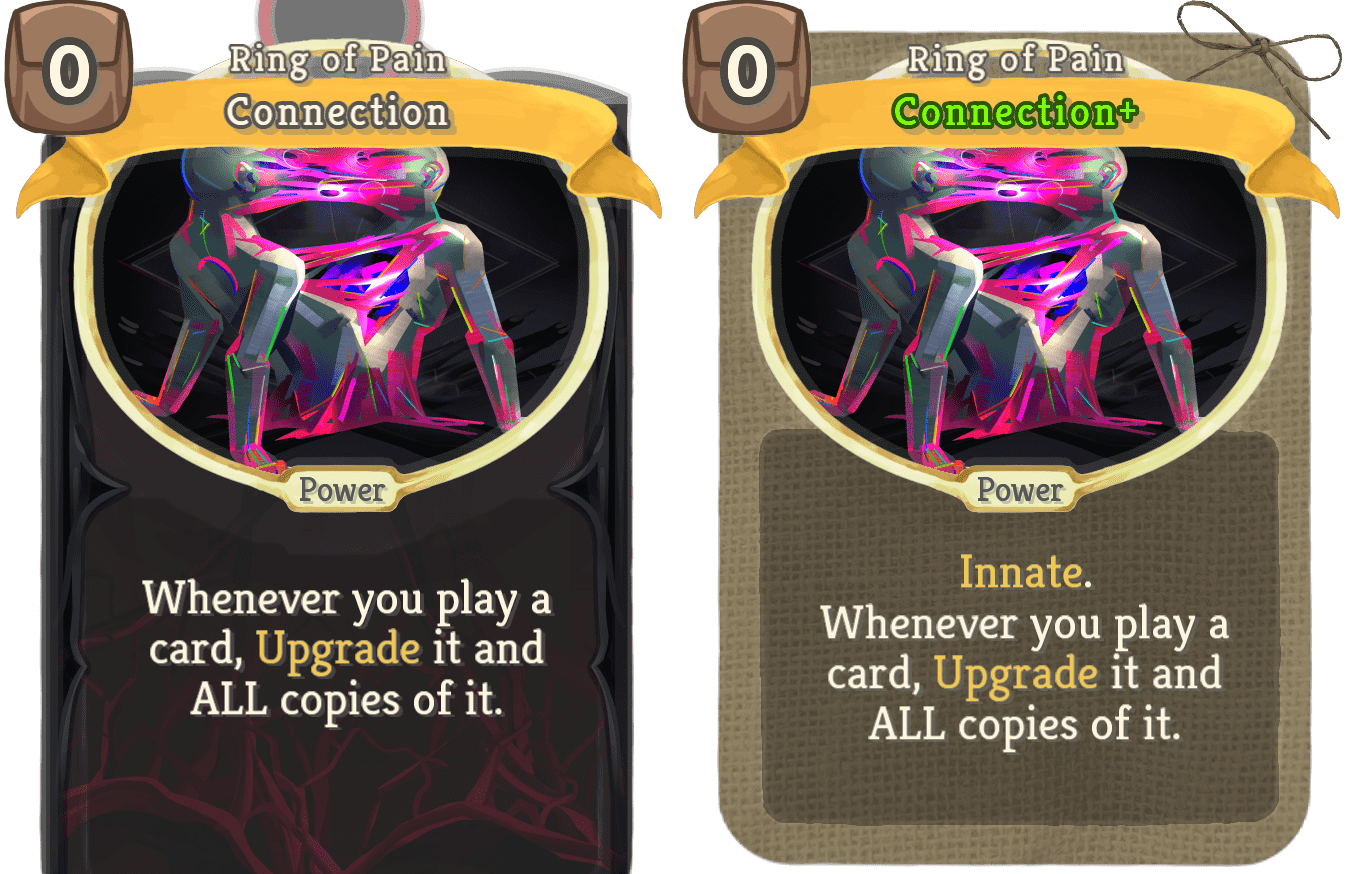 0
Ring of Pain
Connection
Power
Whenever you play a
card, Upgrade it and
ALL copies of it.
0
Ring of Pain
Connection+
Power
Innate.
Whenever you play a
card, Upgrade it and
ALL copies of it.